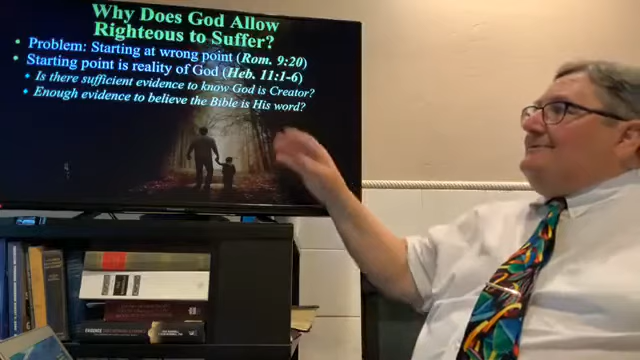 Why Does God Allow
Righteous to Suffer?
• Problem: Starting at wrong point (Rom. 9:20)
• Starting point is reality of God (Heb. 11:1-6)
• Is there sufficient evidence to know God is Creator?
• Enough evidence to believe the Bible is His word?
EVIDENCE